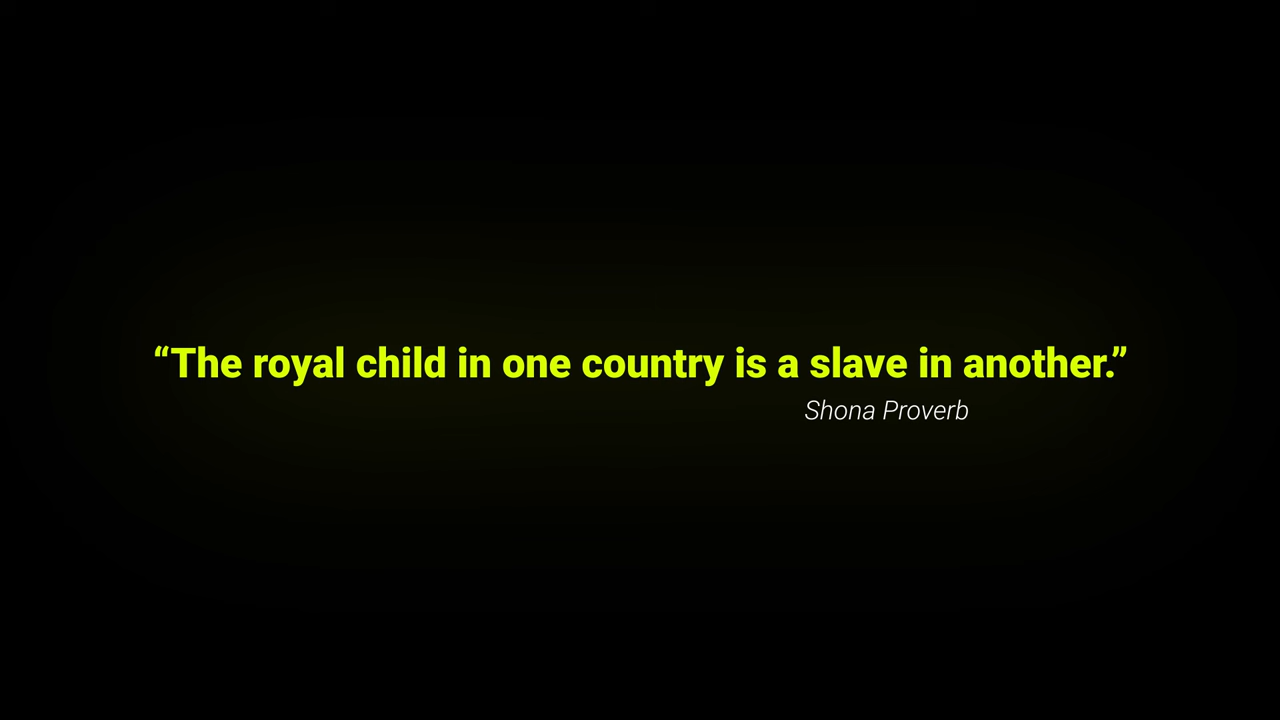 “The royal child in one country is a slave in another.”
Shona Proverb